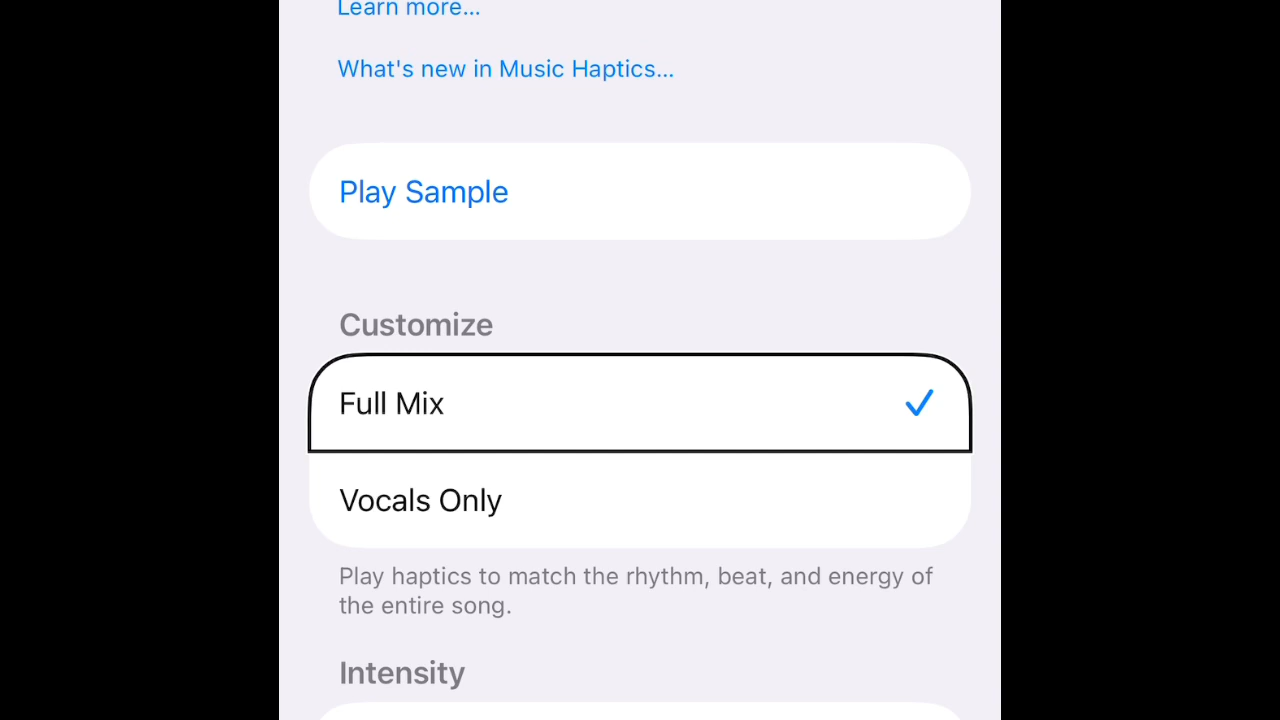 Learn more...
What's new in Music Haptics...
Play Sample
Customize
Full Mix
Vocals Only
Play haptics to match the rhythm, beat, and energy of
the entire song.
Intensity